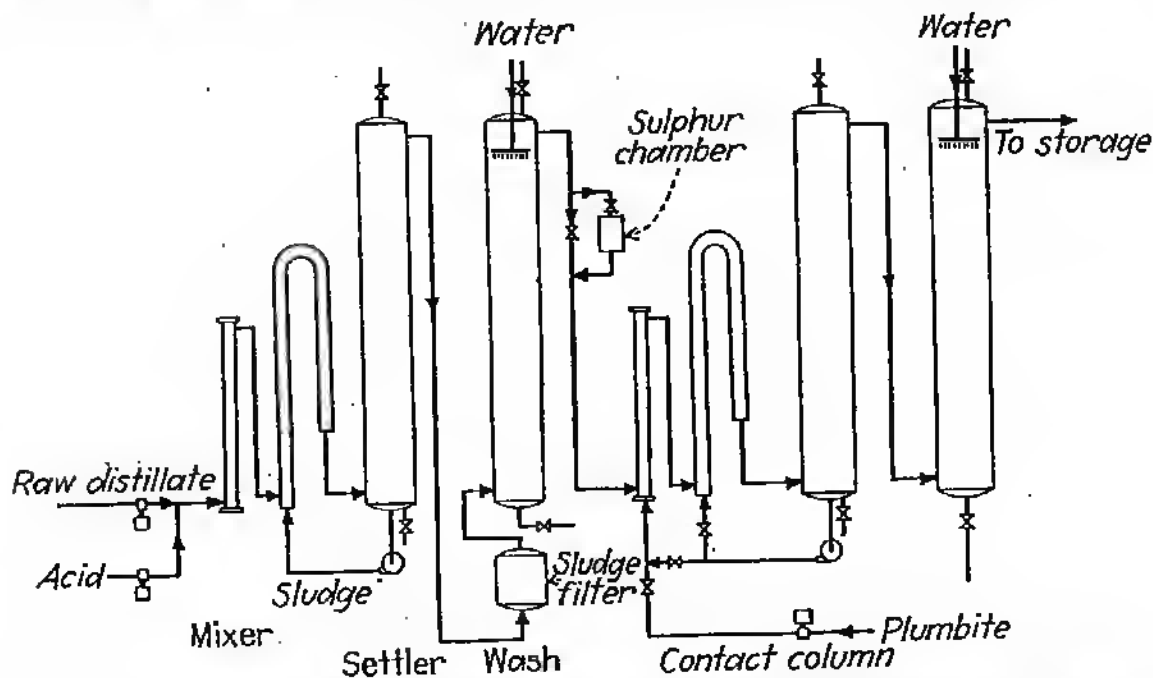 Water
Water
Sulphur
chamber
To storage
Raw distillate
Acid
Sludge
Sludge
filter
Mixer
Settler
Wash
Plumbite
Contact column